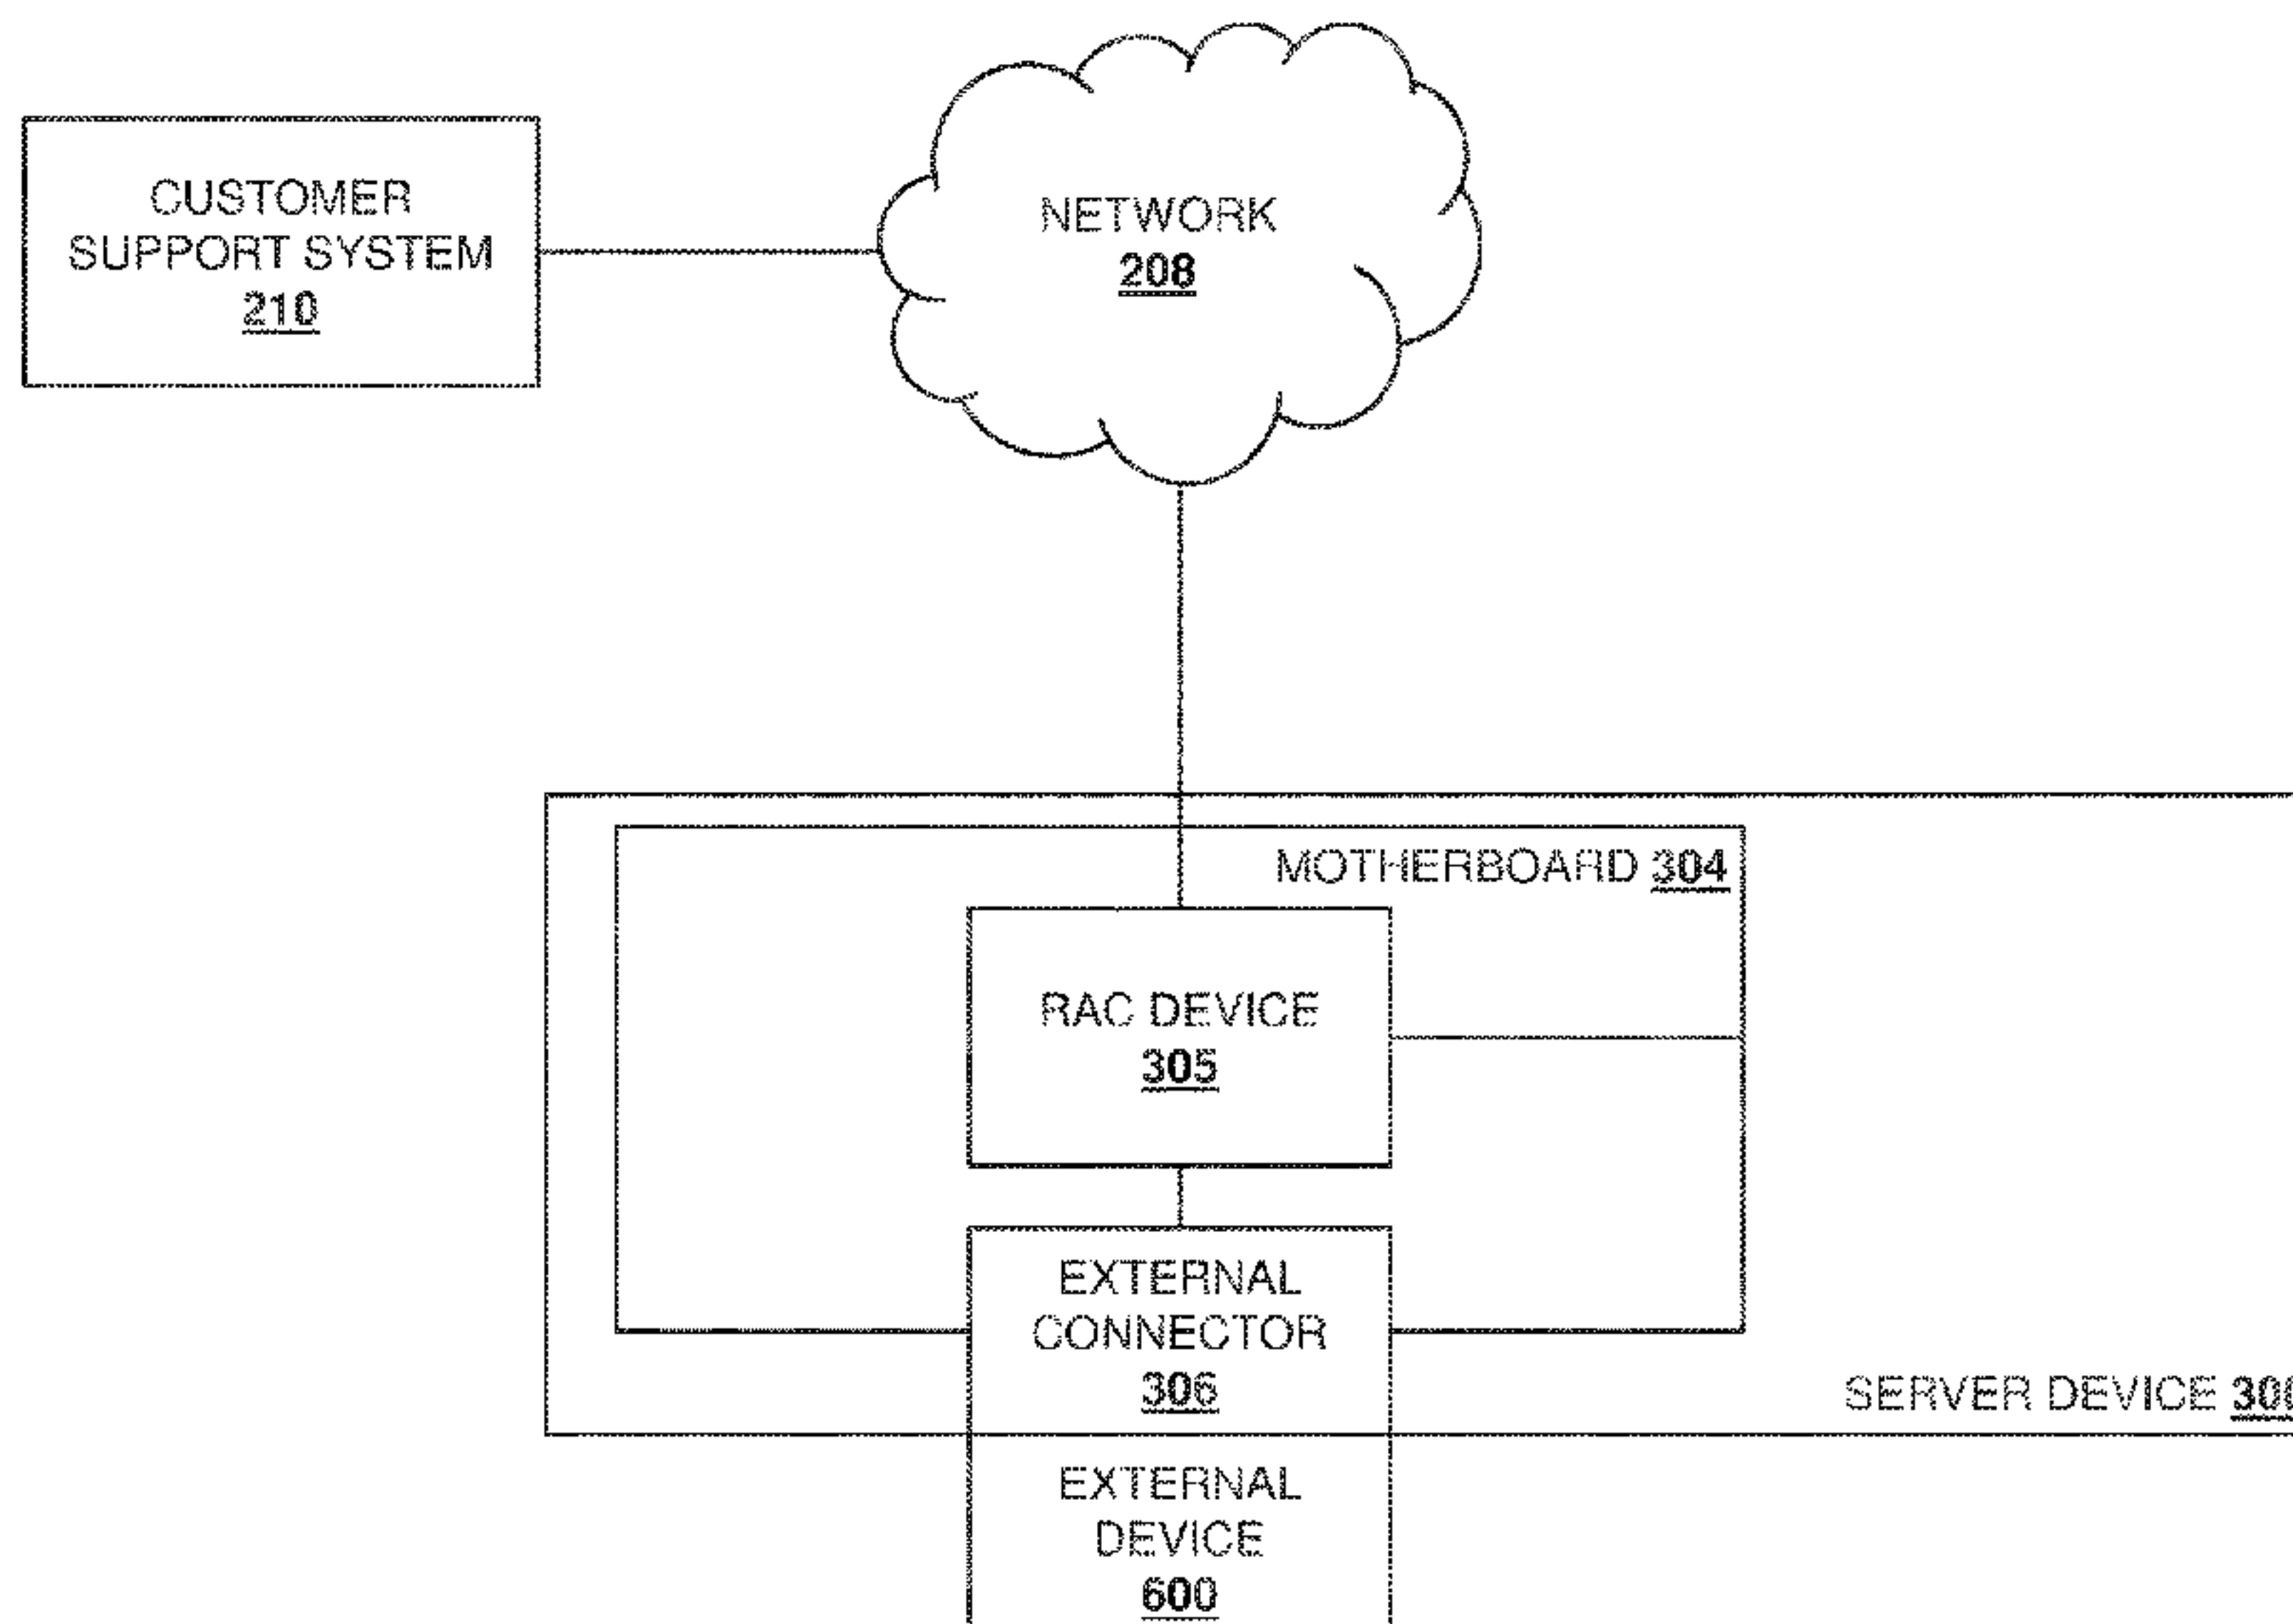 CUSTOMER
SUPPORT SYSTEM
210
NETWORK
208
MOTHERBOARD 304
RAC DEVICE
305
EXTERNAL
CONNECTOR
306
SERVER DEVICE 300
EXTERNAL
DEVICE
600